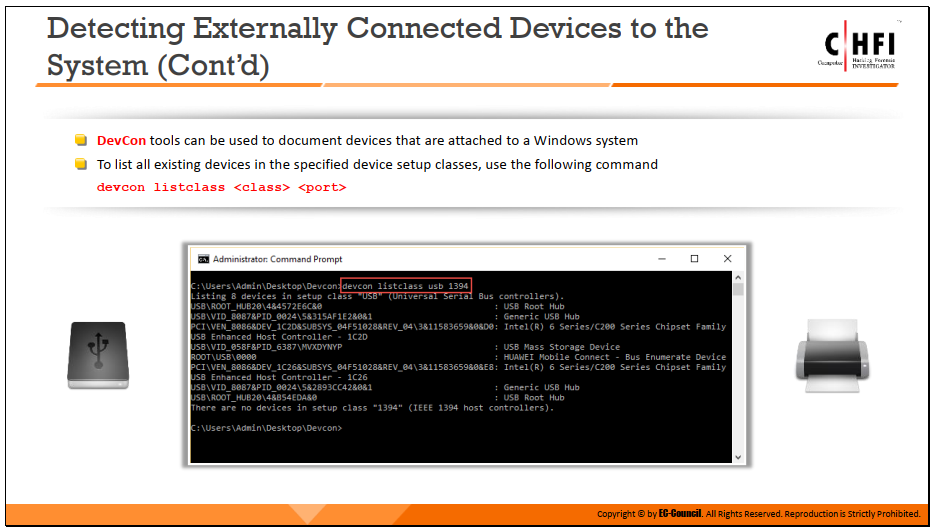 Detecting Externally Connected Devices to the
System (Cont’d)
CHFI
Computer Hacking Forensic
INVESTIGATOR
DevCon tools can be used to document devices that are attached to a Windows system
To list all existing devices in the specified device setup classes, use the following command
devcon listclass <class> <port>
Administrator: Command Prompt
C:\Users\Admin\Desktop\Devcon>devcon listclass usb 1394
Listing 8 devices in setup class "USB" (Universal Serial Bus controllers).
USB\ROOT_HUB20\4&4572E6C&0 : USB Root Hub
USB\VID_8087&PID_0024\5&315AF1E2&0&1 : Generic USB Hub
PCI\VEN_8086&DEV_1C2D&SUBSYS_04F51028&REV_04\3&11583659&0&D0: Intel(R) 6 Series/C200 Series Chipset Family
USB Enhanced Host Controller - 1C2D
USB\VID_058F&PID_6387\MVXDYNYP : USB Mass Storage Device
ROOT\USB\0000 : HUAWEI Mobile Connect - Bus Enumerate Device
PCI\VEN_8086&DEV_1C26&SUBSYS_04F51028&REV_04\3&11583659&0&E8: Intel(R) 6 Series/C200 Series Chipset Family
USB Enhanced Host Controller - 1C26
USB\VID_8087&PID_0024\5&2893CC42&0&1 : Generic USB Hub
USB\ROOT_HUB20\4&B54EDA&0 : USB Root Hub
There are no devices in setup class "1394" (IEEE 1394 host controllers).
C:\Users\Admin\Desktop\Devcon>
Copyright © by EC-Council. All Rights Reserved. Reproduction is Strictly Prohibited.